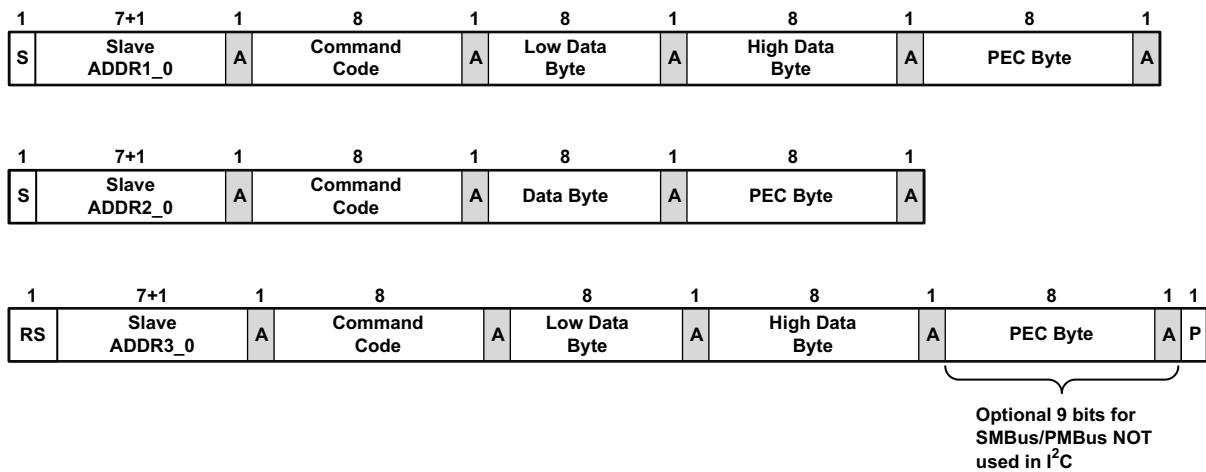 1 7+1 1 8 1 8 1 8 1 8 1
S Slave A Command A Low Data A High Data A PEC Byte A
ADDR1_0 Code Byte Byte
1 7+1 1 8 1 8 1 8 1
S Slave A Command A Data Byte A PEC Byte A
ADDR2_0 Code
1 7+1 1 8 8 1 8 1 8 1 1
RS Slave A Command A Low Data A High Data A PEC Byte A P
ADDR3_0 Code Byte Byte
Optional 9 bits for
SMBus/PMBus NOT
used in I²C